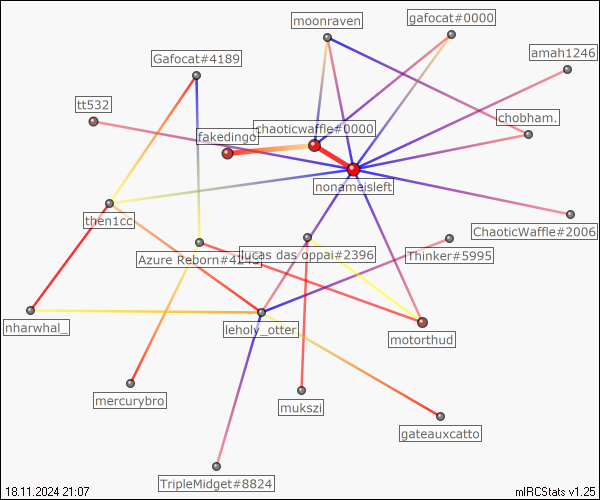 moonraven
gafocat#0000
Gafocat#4189
amah1246
tt532
chobham.
fakedingo
chaoticwaffle#0000
nonameisleft
then1cc
ChaoticWaffle#2006
Azure Reborn#4243
lucas das oppai#2396
Thinker#5995
nharwhal_
leholy_otter
motorthud
mercurybro
mukszi
gateauxcatto
TripleMidget#8824
18.11.2024 21:07
mIRCStats v1.25